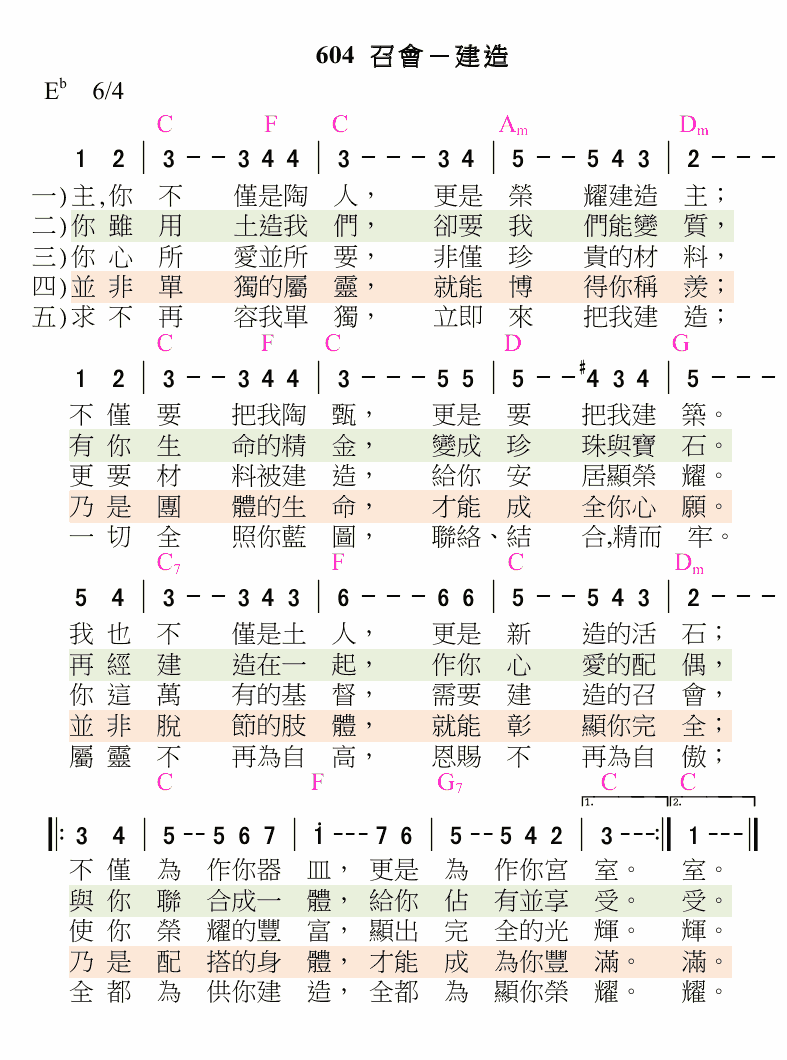 604 召會－建造
E♭ 6/4
C F C Am Dm
1 2 | 3 - - 3 4 4 | 3 - - - 3 4 | 5 - - 5 4 3 | 2 - - -
一)主,你 不 僅是陶 人， 更是 榮 耀建造 主；
二)你 雖 用 土造我 們， 卻要 我 們能變 質，
三)你 心 所 愛並所 要， 非僅 珍 貴的材 料，
四)並 非 單 獨的屬 靈， 就能 博 得你稱 羨；
五)求 不 再 容我單 獨， 立即 來 把我建 造；
C F C D G
1 2 | 3 - - 3 4 4 | 3 - - - 5 5 | 5 - - #4 3 4 | 5 - - -
不 僅 要 把我陶 甄， 更是 要 把我建 築。
有 你 生 命的精 金， 變成 珍 珠與寶 石。
更 要 材 料被建 造， 給你 安 居顯榮 耀。
乃 是 團 體的生 命， 才能 成 全你心 願。
一 切 全 照你藍 圖， 聯絡、結 合,精而 牢。
C7 F C Dm
5 4 | 3 - - 3 4 3 | 6 - - - 6 6 | 5 - - 5 4 3 | 2 - - -
我 也 不 僅是土 人， 更是 新 造的活 石；
再 經 建 造在一 起， 作你 心 愛的配 偶，
你 這 萬 有的基 督， 需要 建 造的召 會，
並 非 脫 節的肢 體， 就能 彰 顯你完 全；
屬 靈 不 再為自 高， 恩賜 不 再為自 傲；
C F G7 C C
1. 2.
‖: 3 4 | 5 -- 5 6 7 | i --- 7 6 | 5 -- 5 4 2 | 3 ---:‖ 1 ---‖
不 僅 為 作你器 皿， 更是 為 作你宮 室。 室。
與 你 聯 合成一 體， 給你 佔 有並享 受。 受。
使 你 榮 耀的豐 富， 顯出 完 全的光 輝。 輝。
乃 是 配 搭的身 體， 才能 成 為你豐 滿。 滿。
全 都 為 供你建 造， 全都 為 顯你榮 耀。 耀。